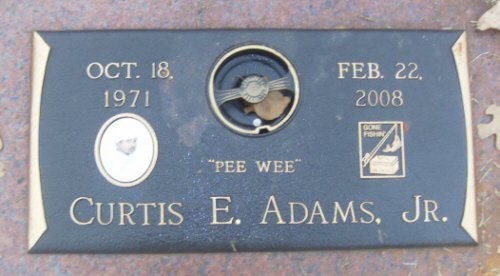 OCT. 18, 1971
FEB. 22, 2008
GONE FISHIN'
"PEE WEE"
CURTIS E. ADAMS, JR.